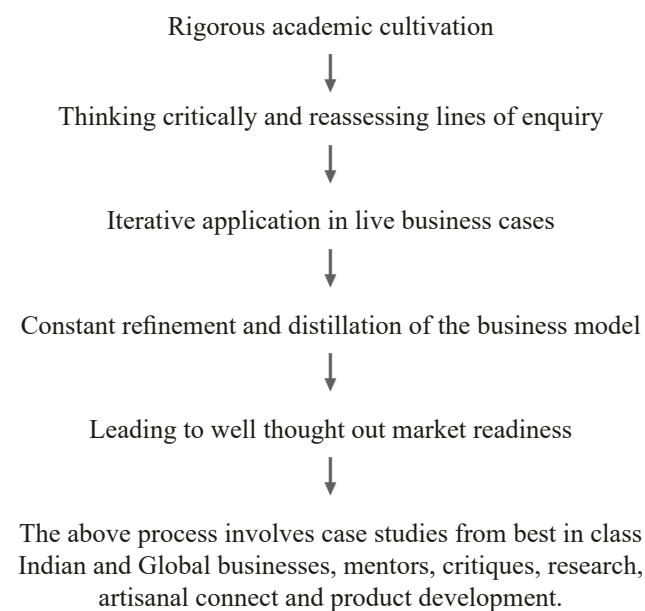 Rigorous academic cultivation
Thinking critically and reassessing lines of enquiry
Iterative application in live business cases
Constant refinement and distillation of the business model
Leading to well thought out market readiness
The above process involves case studies from best in class
Indian and Global businesses, mentors, critiques, research,
artisanal connect and product development.